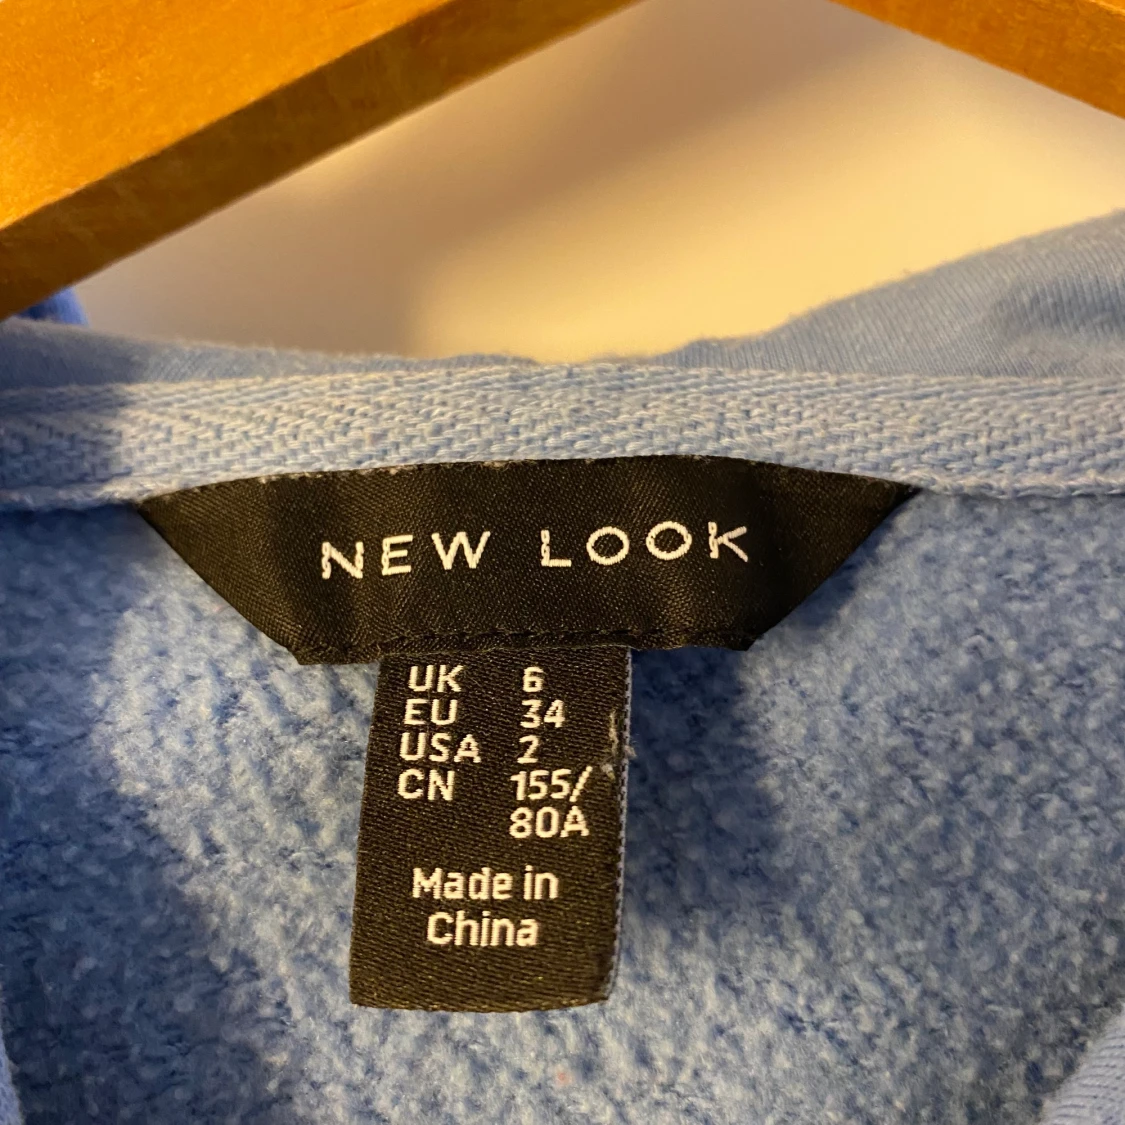 NEW LOOK
UK 6
EU 34
USA 2
CN 155/
80A
Made in
China